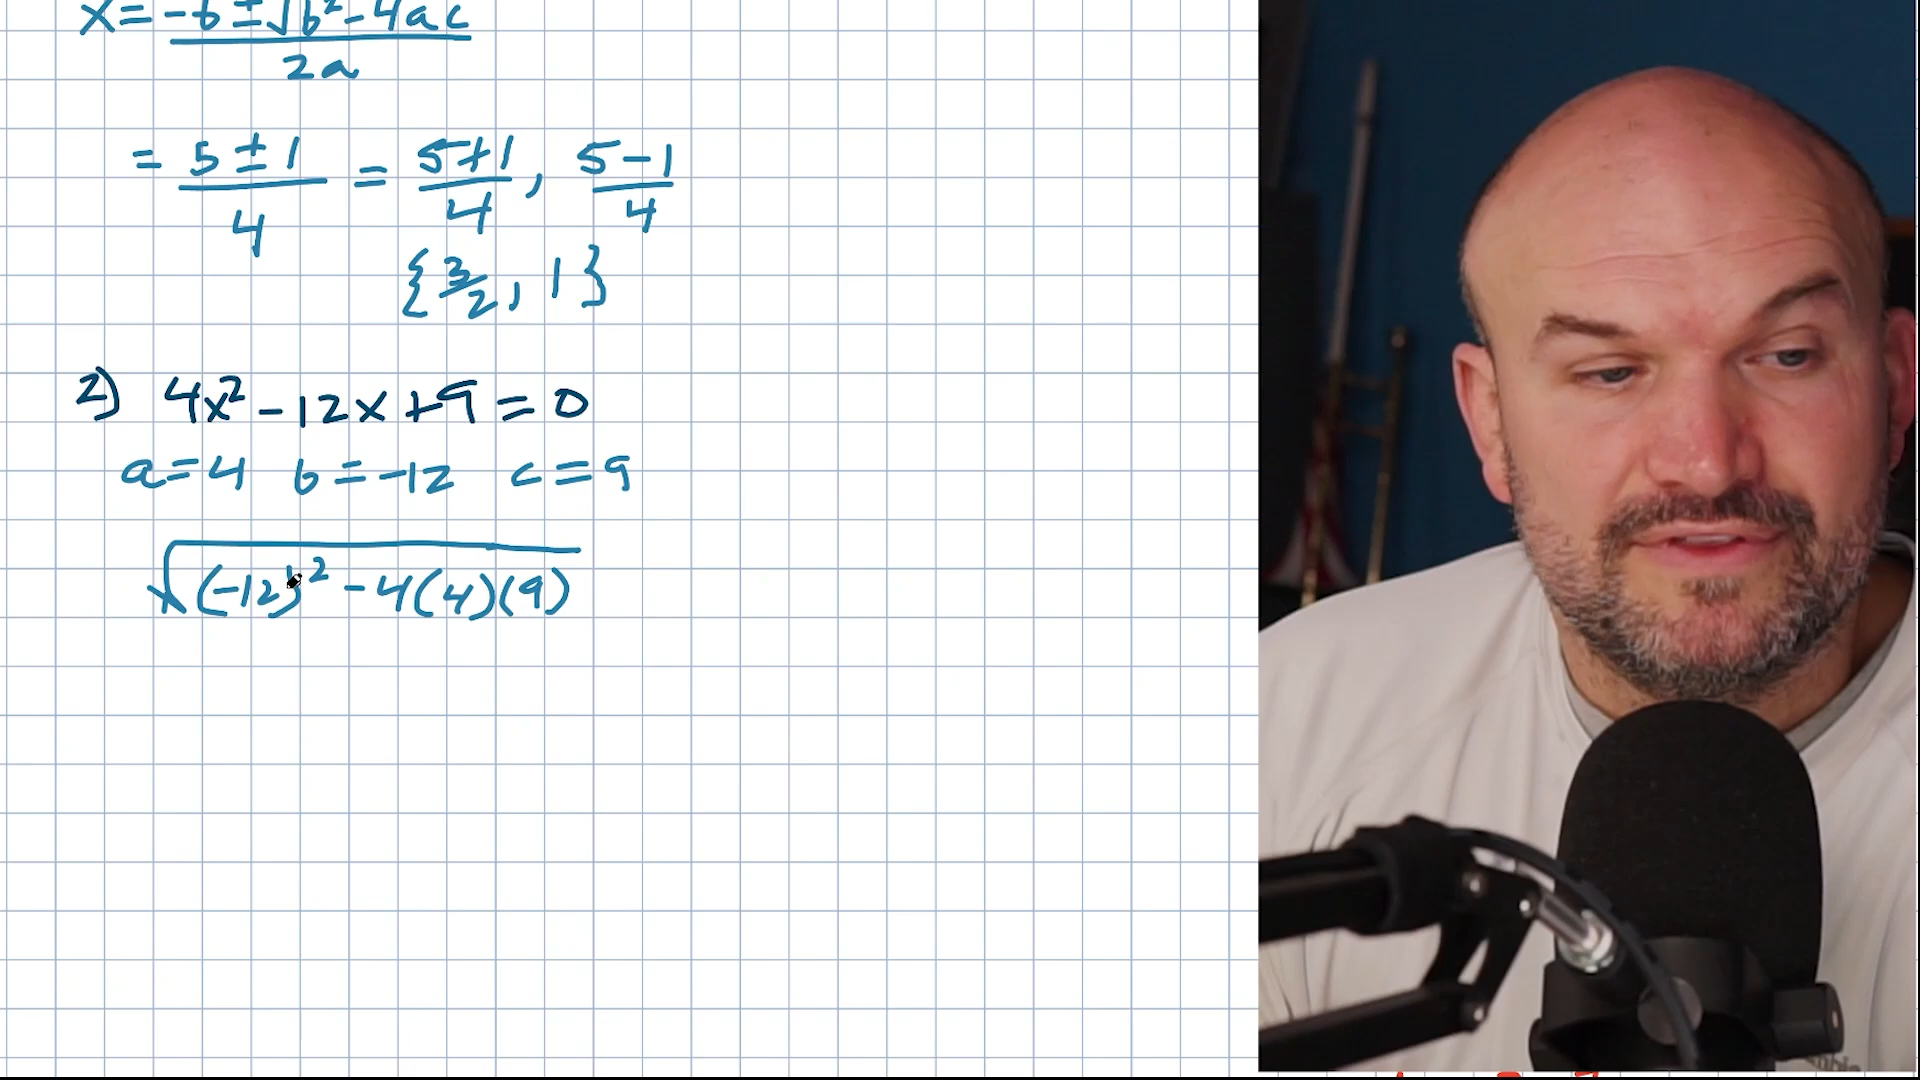 x = -b ± √b² - 4ac
2a
= 5 ± 1 / 4 = 5+1 / 4 , 5-1 / 4
{3/2, 1}
2) 4x² - 12x + 9 = 0
a = 4 b = -12 c = 9
√(-12)² - 4(4)(9)